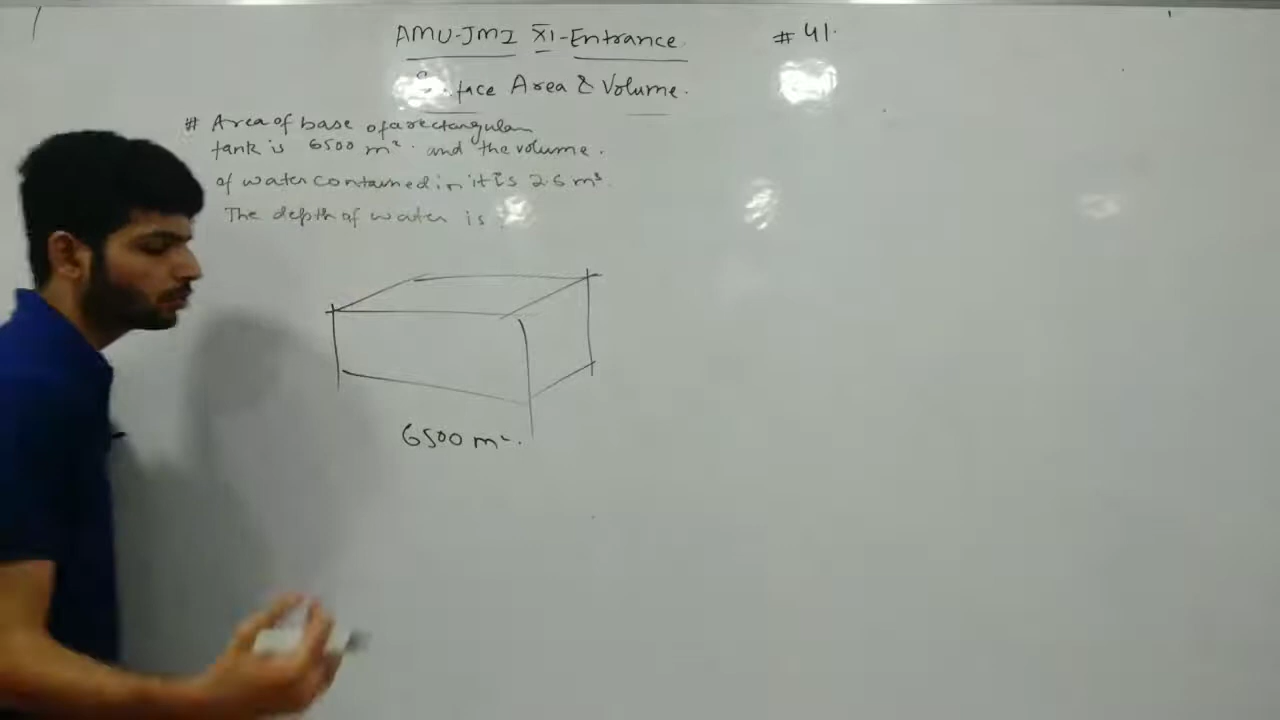 AMU-JMI XI-Entrance # 41.
Surface Area & Volume.
# Area of base of a rectangular
tank is 6500 m². and the volume.
of water contained in it is 2.6 m³.
The depth of water is :
6500 m².